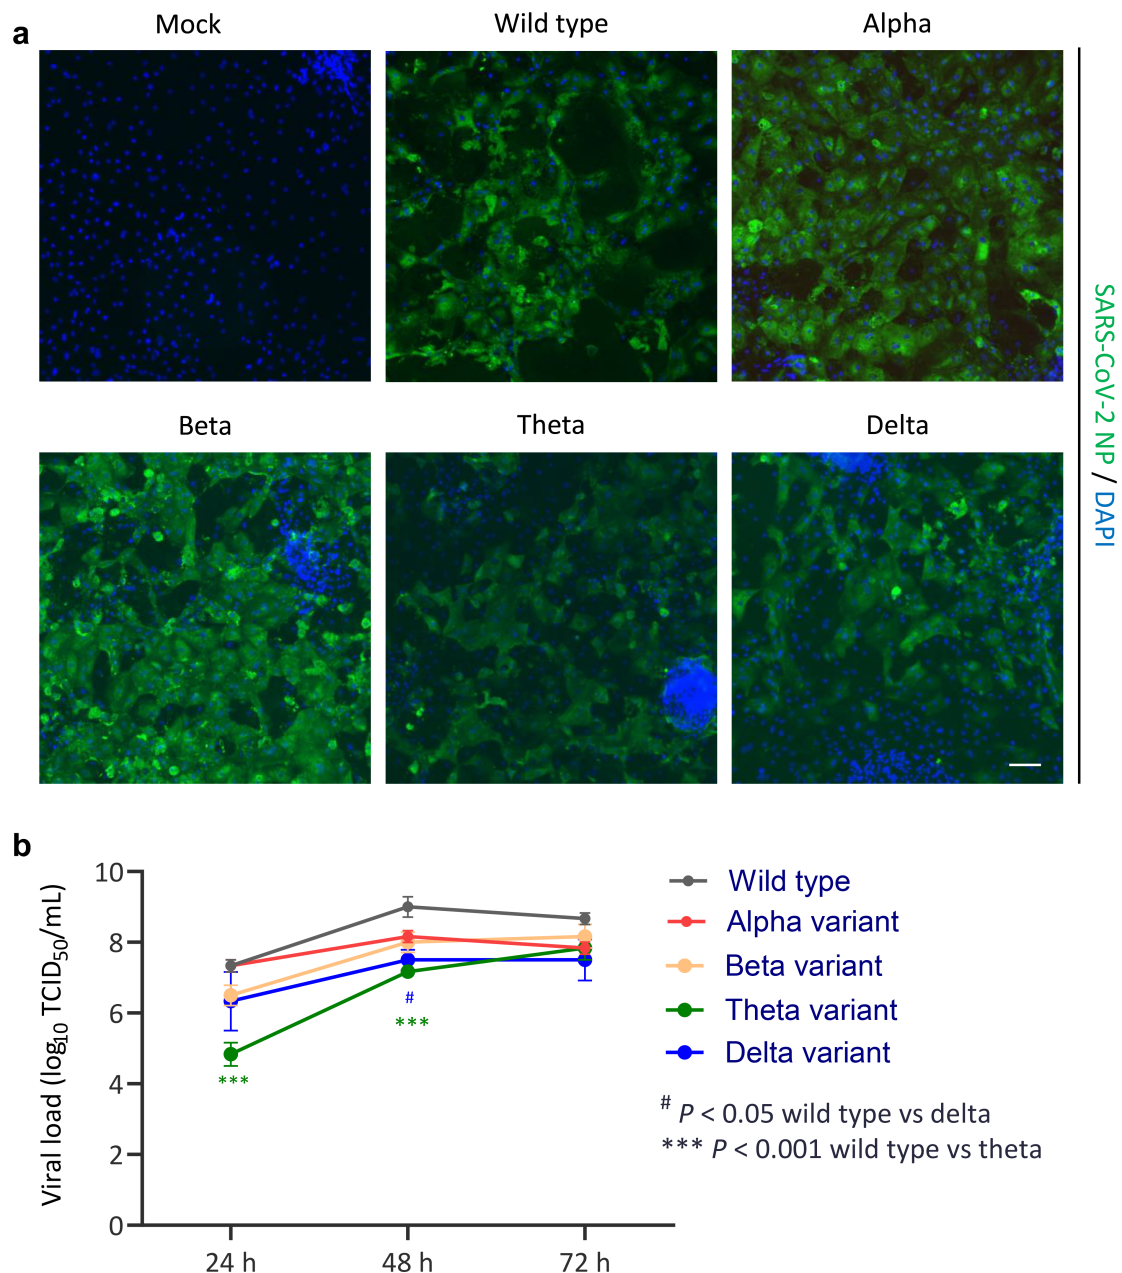 a
Mock
Wild type
Alpha
Beta
Theta
Delta
SARS-CoV-2 NP / DAPI
b
Viral load (log10 TCID50/mL)
10
8
6
4
2
0
24 h
48 h
72 h
***
#
***
Wild type
Alpha variant
Beta variant
Theta variant
Delta variant
# P < 0.05 wild type vs delta
*** P < 0.001 wild type vs theta